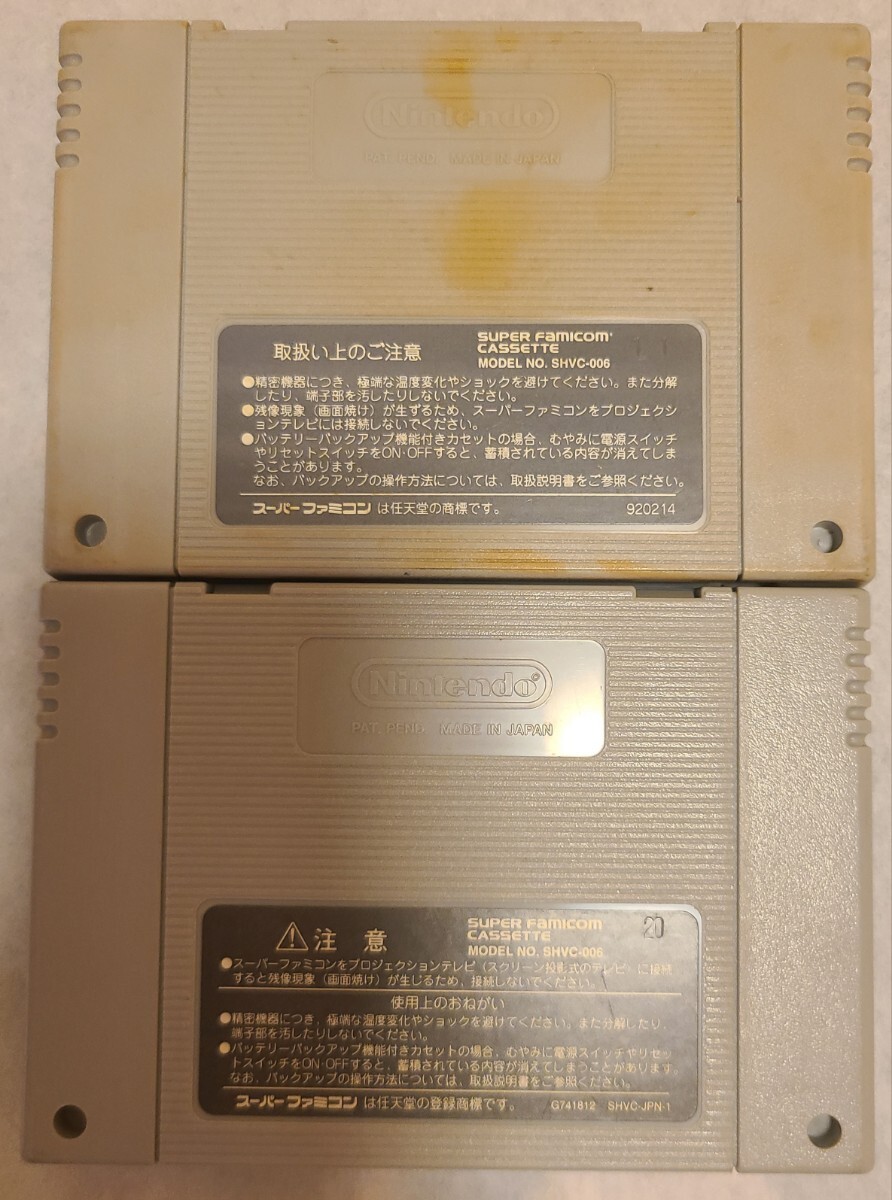 Nintendo
PAT. PEND. MADE IN JAPAN
取扱い上のご注意
SUPER FAMICOM
CASSETTE
MODEL NO. SHVC-006
●精密機器につき、極端な温度変化やショックを避けてください。また分解
したり、端子部を汚したりしないでください。
●残像現象（画面焼け）が生ずるため、スーパーファミコンをプロジェクシ
ョンテレビには接続しないでください。
●バッテリーバックアップ機能付きカセットの場合、むやみに電源スイッチ
やリセットスイッチをON・OFFすると、蓄積されている内容が消えてしま
うことがあります。
なお、バックアップの操作方法については、取扱説明書をご参照ください。
スーパーファミコン は任天堂の商標です。
920214
Nintendo
PAT. PEND. MADE IN JAPAN
⚠注 意
SUPER FAMICOM
CASSETTE
MODEL NO. SHVC-006
20
●スーパーファミコンをプロジェクションテレビ（スクリーン投影式のテレビ）に接続
すると残像現象（画面焼け）が生じるため、接続しないでください。
使用上のおねがい
●精密機器につき、極端な温度変化やショックを避けてください。また分解したり、
端子部を汚したりしないでください。
●バッテリーバックアップ機能付きカセットの場合、むやみに電源スイッチやリセッ
トスイッチをON・OFFすると、蓄積されている内容が消えてしまうことがあります
なお、バックアップの操作方法については、取扱説明書をご参照ください。
スーパーファミコン は任天堂の登録商標です。
G741812 SHVC-JPN-1